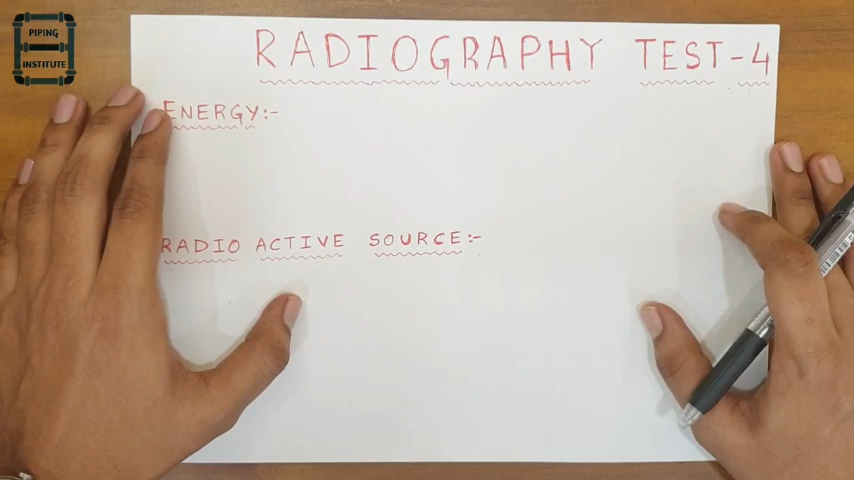 PIPING
INSTITUTE
RADIOGRAPHY TEST-4
ENERGY:-
RADIO ACTIVE SOURCE:-